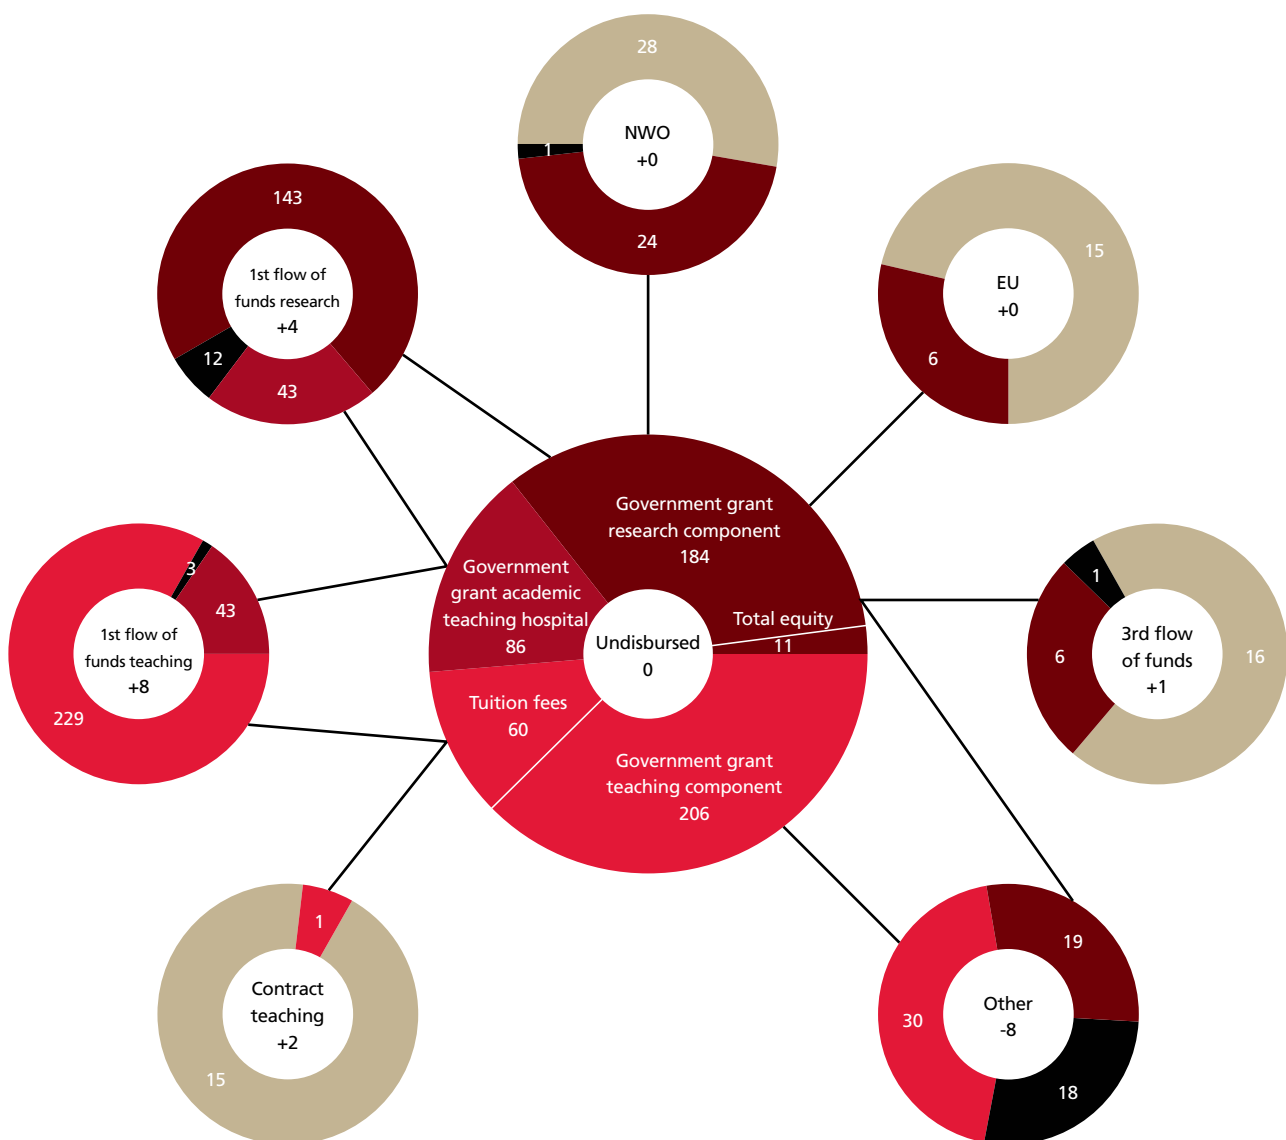 28
NWO
+0
1
24
143
1st flow of
funds research
+4
12
43
15
EU
+0
6
Government grant
research component
184
Government
grant academic
teaching hospital
86
Total equity
11
Undisbursed
0
Tuition fees
60
Government grant
teaching component
206
3
43
1st flow of
funds teaching
+8
229
1
6
3rd flow
of funds
+1
16
1
Contract
teaching
+2
15
19
Other
-8
30
18